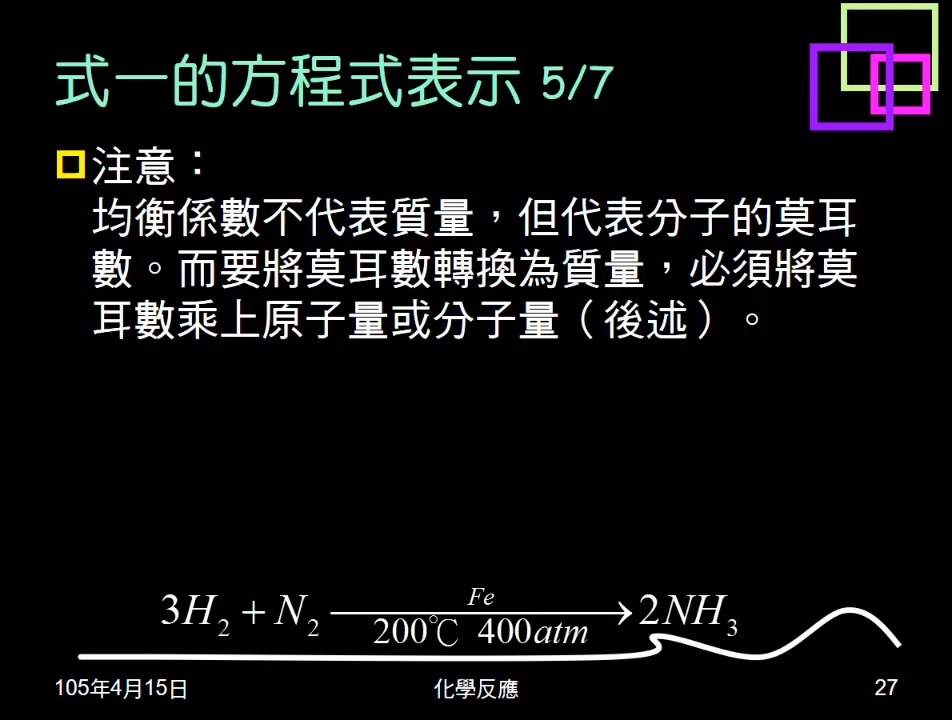 式一的方程式表示 5/7
注意：
均衡係數不代表質量，但代表分子的莫耳
數。而要將莫耳數轉換為質量，必須將莫
耳數乘上原子量或分子量（後述）。
Fe
3H₂ + N₂ ⟶ 2NH₃
200℃ 400atm
105年4月15日
化學反應
27